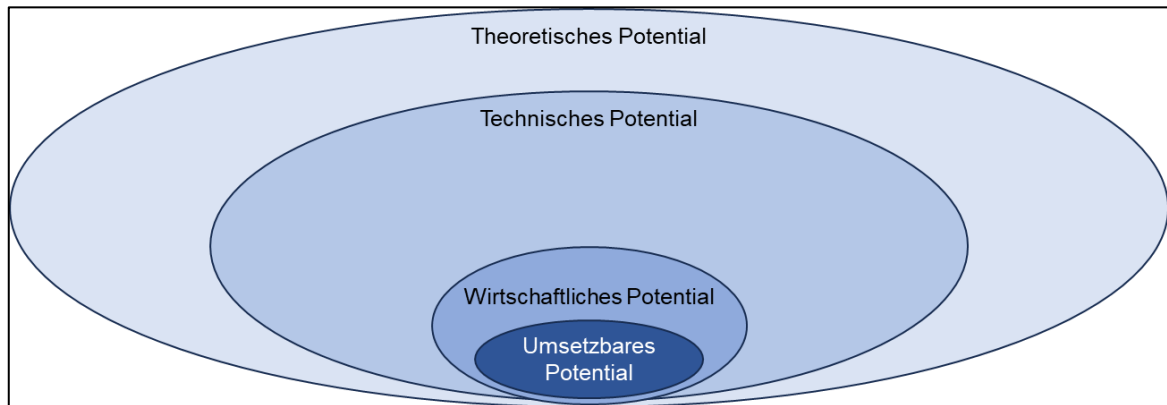 Theoretisches Potential
Technisches Potential
Wirtschaftliches Potential
Umsetzbares
Potential